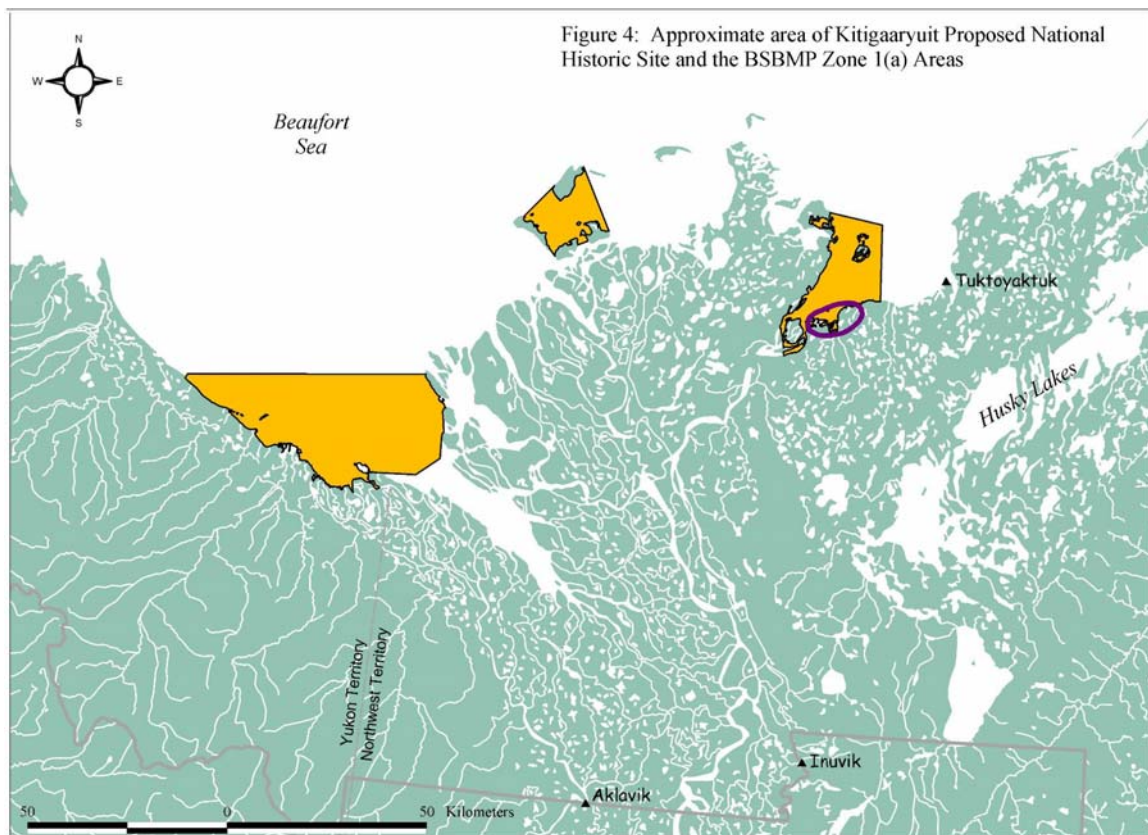 Figure 4: Approximate area of Kitigaaryuit Proposed National
Historic Site and the BSBMP Zone 1(a) Areas
N
W E
S
Beaufort
Sea
Tuktoyaktuk
Husky Lakes
Yukon Territory
Northwest Territory
Inuvik
Aklavik
50 0 50 Kilometers